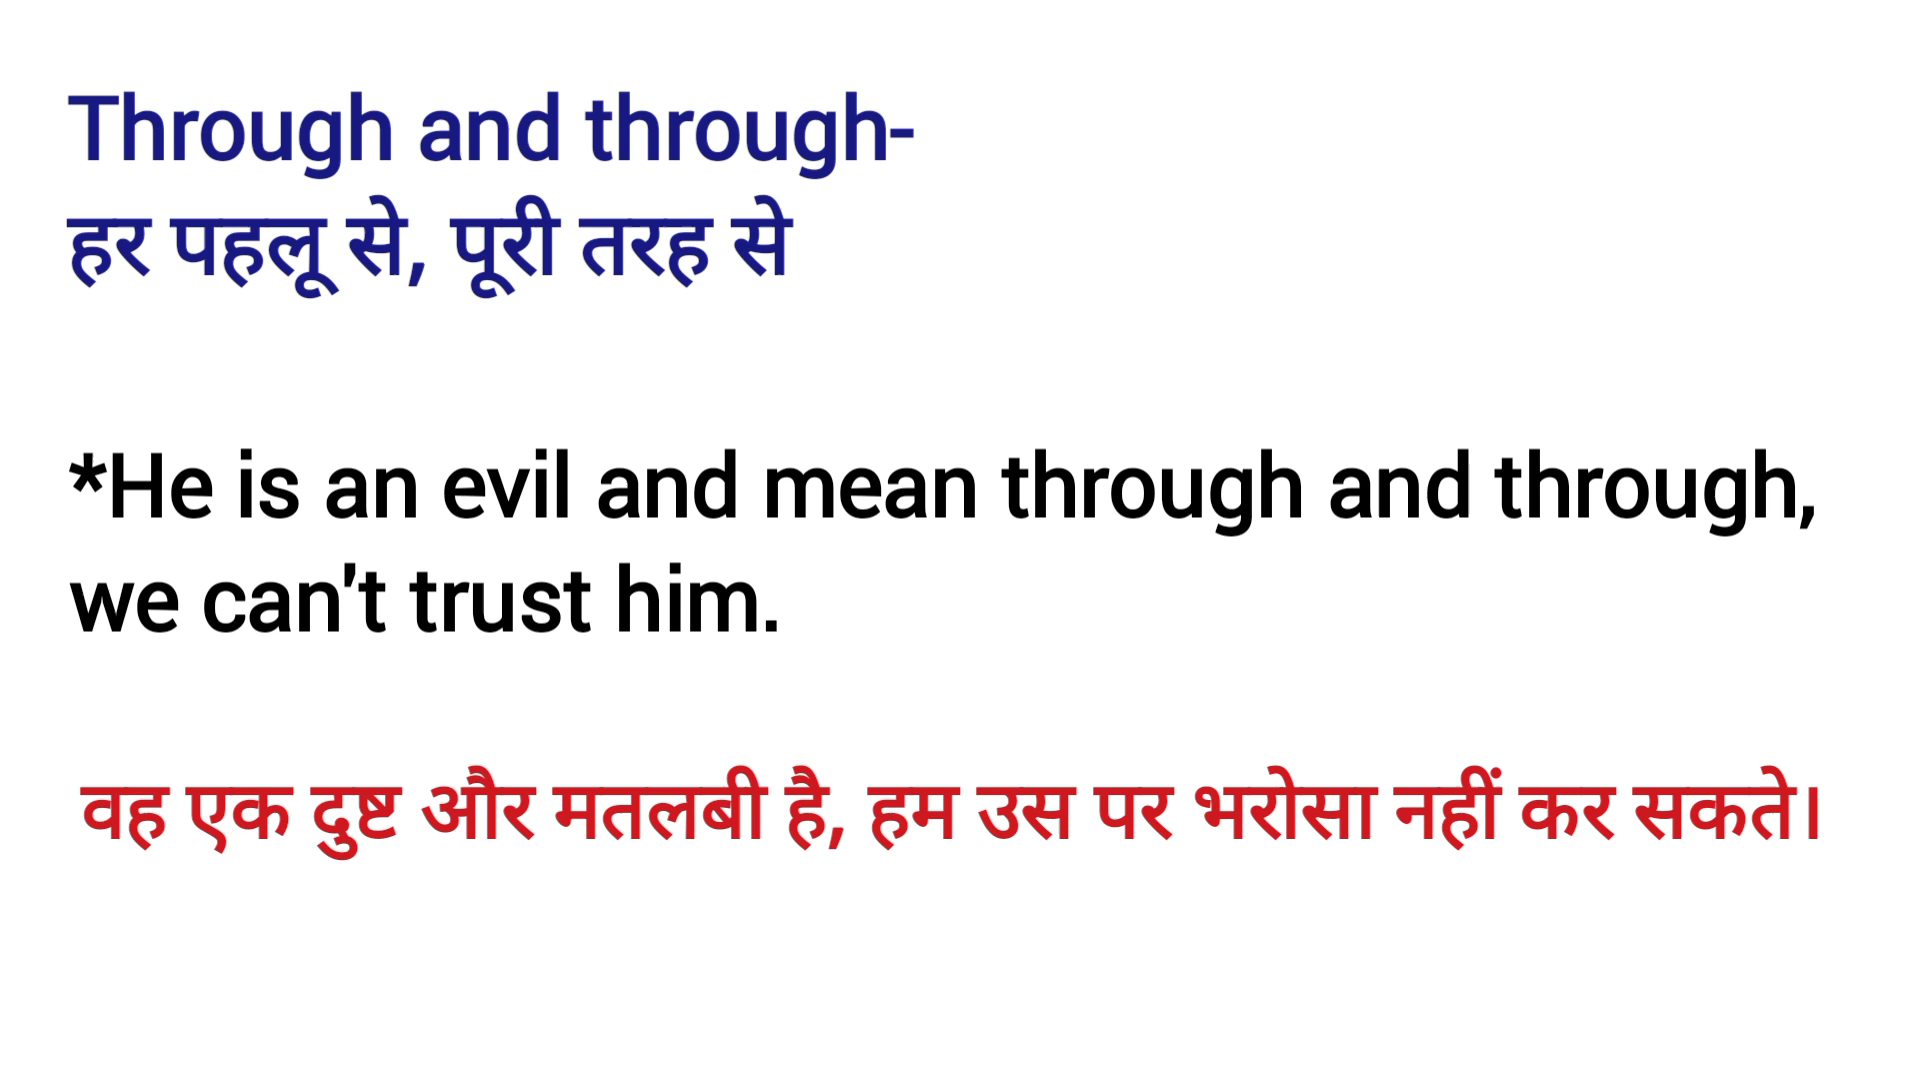 Through and through-
हर पहलू से, पूरी तरह से
*He is an evil and mean through and through,
we can't trust him.
वह एक दुष्ट और मतलबी है, हम उस पर भरोसा नहीं कर सकते।